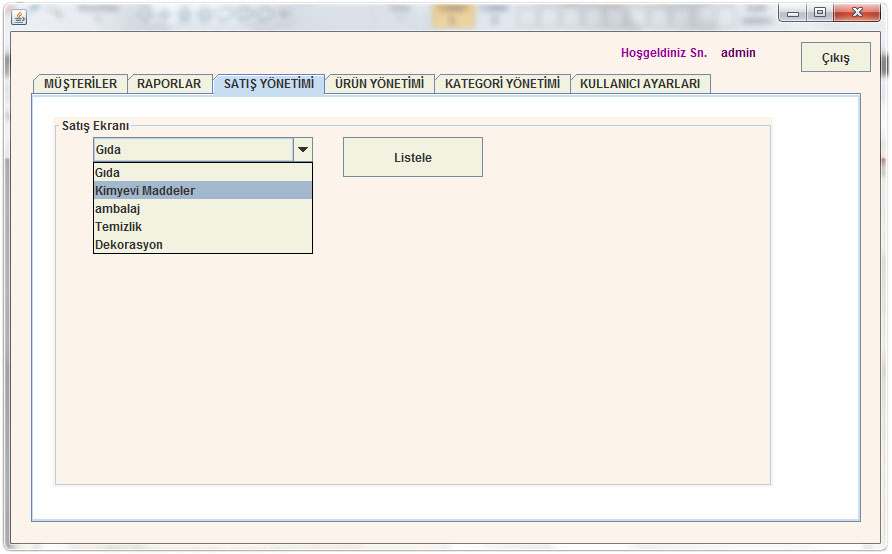 Hoşgeldiniz Sn. admin
Çıkış
MÜŞTERİLER RAPORLAR SATIŞ YÖNETİMİ ÜRÜN YÖNETİMİ KATEGORİ YÖNETİMİ KULLANICI AYARLARI
Satış Ekranı
Gıda
Listele
Gıda
Kimyevi Maddeler
ambalaj
Temizlik
Dekorasyon